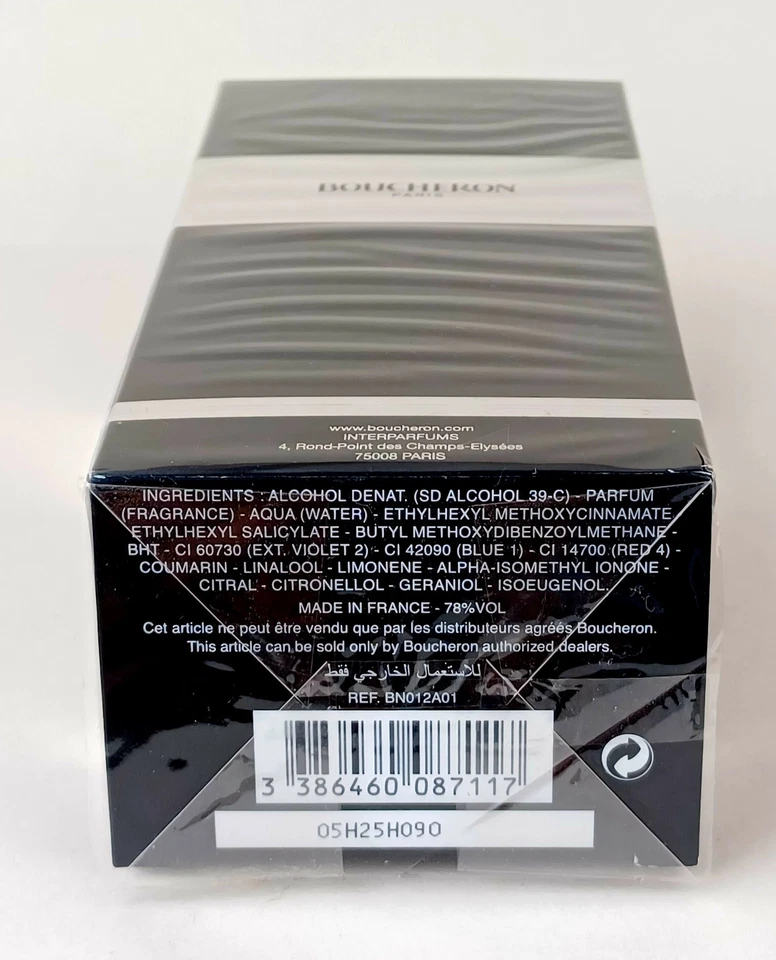 BOUCHERON
PARIS
www.boucheron.com
INTERPARFUMS
4, Rond-Point des Champs-Elysées
75008 PARIS
INGREDIENTS : ALCOHOL DENAT. (SD ALCOHOL 39-C) - PARFUM
(FRAGRANCE) - AQUA (WATER) - ETHYLHEXYL METHOXYCINNAMATE,
ETHYLHEXYL SALICYLATE - BUTYL METHOXYDIBENZOYLMETHANE -
BHT - CI 60730 (EXT. VIOLET 2) - CI 42090 (BLUE 1) - CI 14700 (RED 4) -
COUMARIN - LINALOOL - LIMONENE - ALPHA-ISOMETHYL IONONE -
CITRAL - CITRONELLOL - GERANIOL - ISOEUGENOL.
MADE IN FRANCE - 78%VOL
Cet article ne peut être vendu que par les distributeurs agréés Boucheron.
This article can be sold only by Boucheron authorized dealers.
للاستعمال الخارجي فقط
REF. BN012A01
3 386460 087117
05H25H090